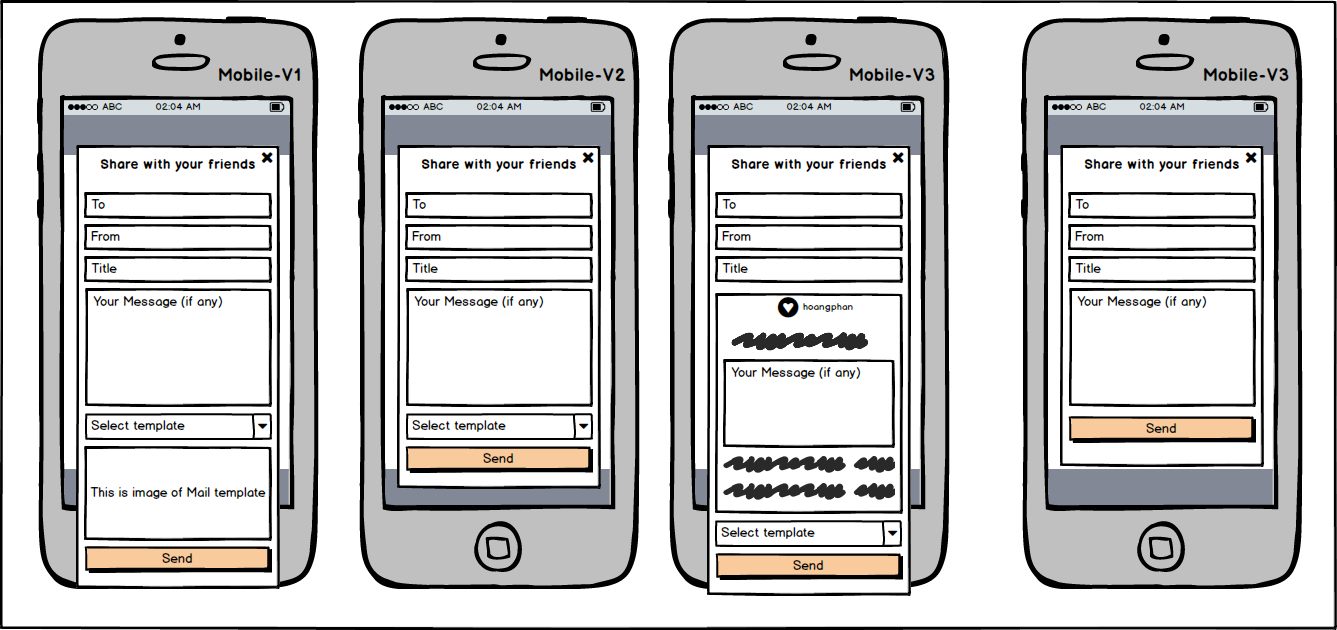 Mobile-V1
ABC 02:04 AM
Share with your friends
To
From
Title
Your Message (if any)
Select template
This is image of Mail template
Send
Mobile-V2
ABC 02:04 AM
Share with your friends
To
From
Title
Your Message (if any)
Select template
Send
Mobile-V3
ABC 02:04 AM
Share with your friends
To
From
Title
hoangphan
Your Message (if any)
Select template
Send
Mobile-V3
ABC 02:04 AM
Share with your friends
To
From
Title
Your Message (if any)
Send